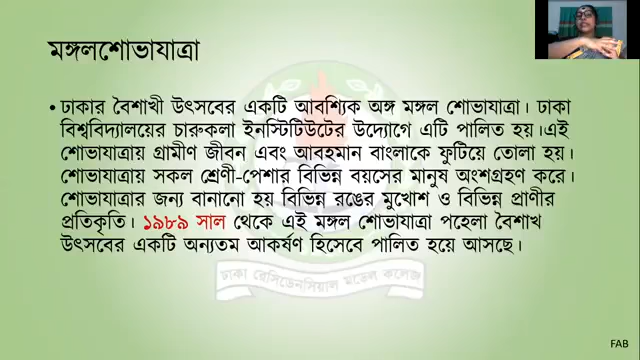 মঙ্গলশোভাযাত্রা
• ঢাকার বৈশাখী উৎসবের একটি আবশ্যিক অঙ্গ মঙ্গল শোভাযাত্রা। ঢাকা
বিশ্ববিদ্যালয়ের চারুকলা ইনস্টিটিউটের উদ্যোগে এটি পালিত হয়।এই
শোভাযাত্রায় গ্রামীণ জীবন এবং আবহমান বাংলাকে ফুটিয়ে তোলা হয়।
শোভাযাত্রায় সকল শ্রেণী-পেশার বিভিন্ন বয়সের মানুষ অংশগ্রহণ করে।
শোভাযাত্রার জন্য বানানো হয় বিভিন্ন রঙের মুখোশ ও বিভিন্ন প্রাণীর
প্রতিকৃতি। ১৯৮৯ সাল থেকে এই মঙ্গল শোভাযাত্রা পহেলা বৈশাখ
উৎসবের একটি অন্যতম আকর্ষণ হিসেবে পালিত হয়ে আসছে।
ঢাকা রেসিডেনসিয়াল মডেল কলেজ
FAB